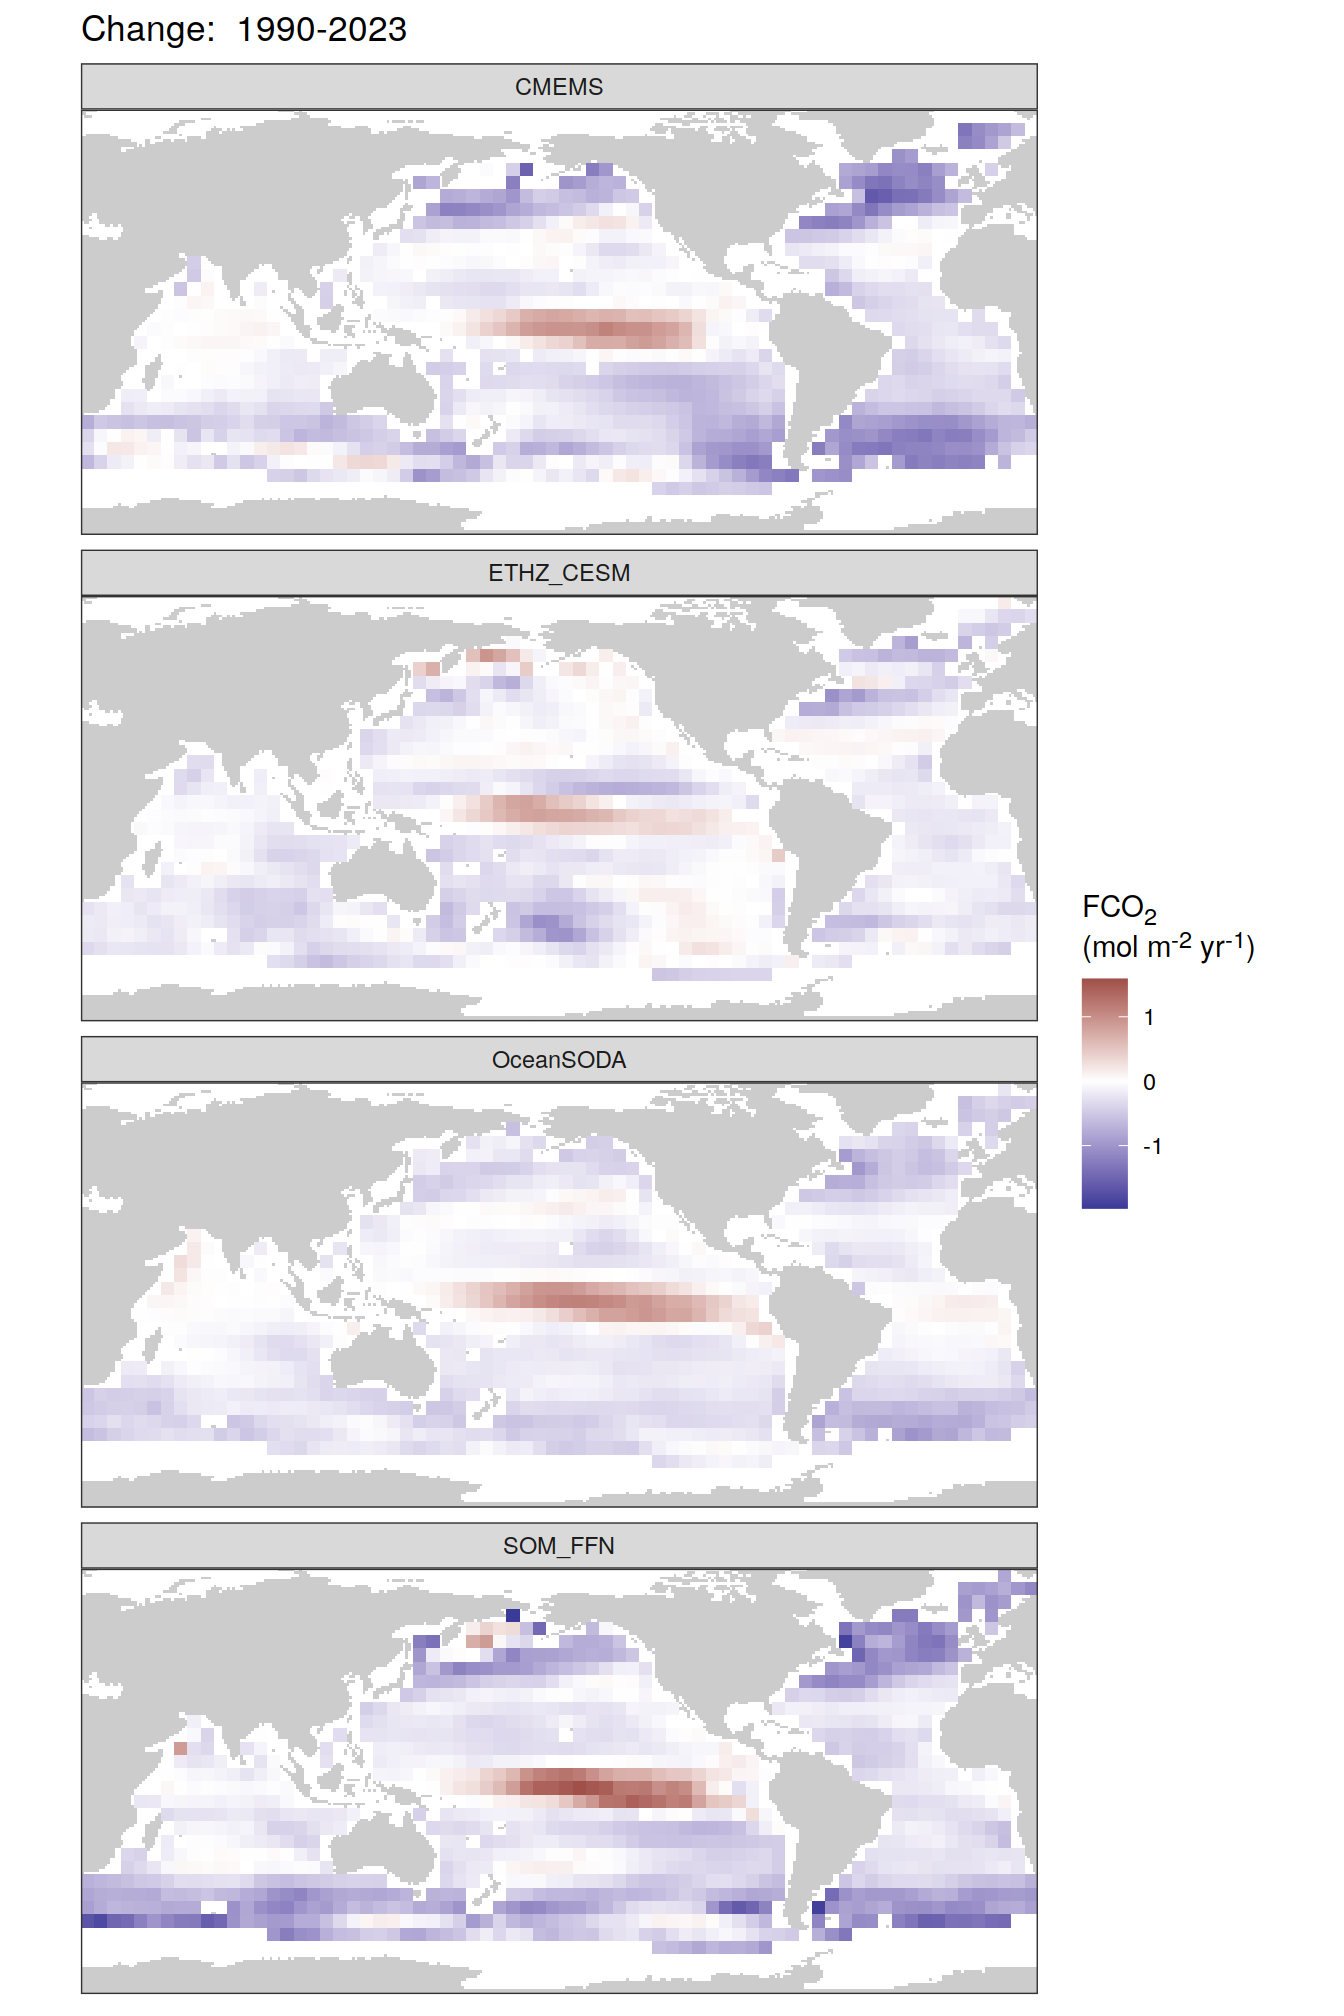 Change:  1990-2023
CMEMS
ETHZ_CESM
OceanSODA
SOM_FFN
FCO₂
(mol m⁻² yr⁻¹)
1
0
-1